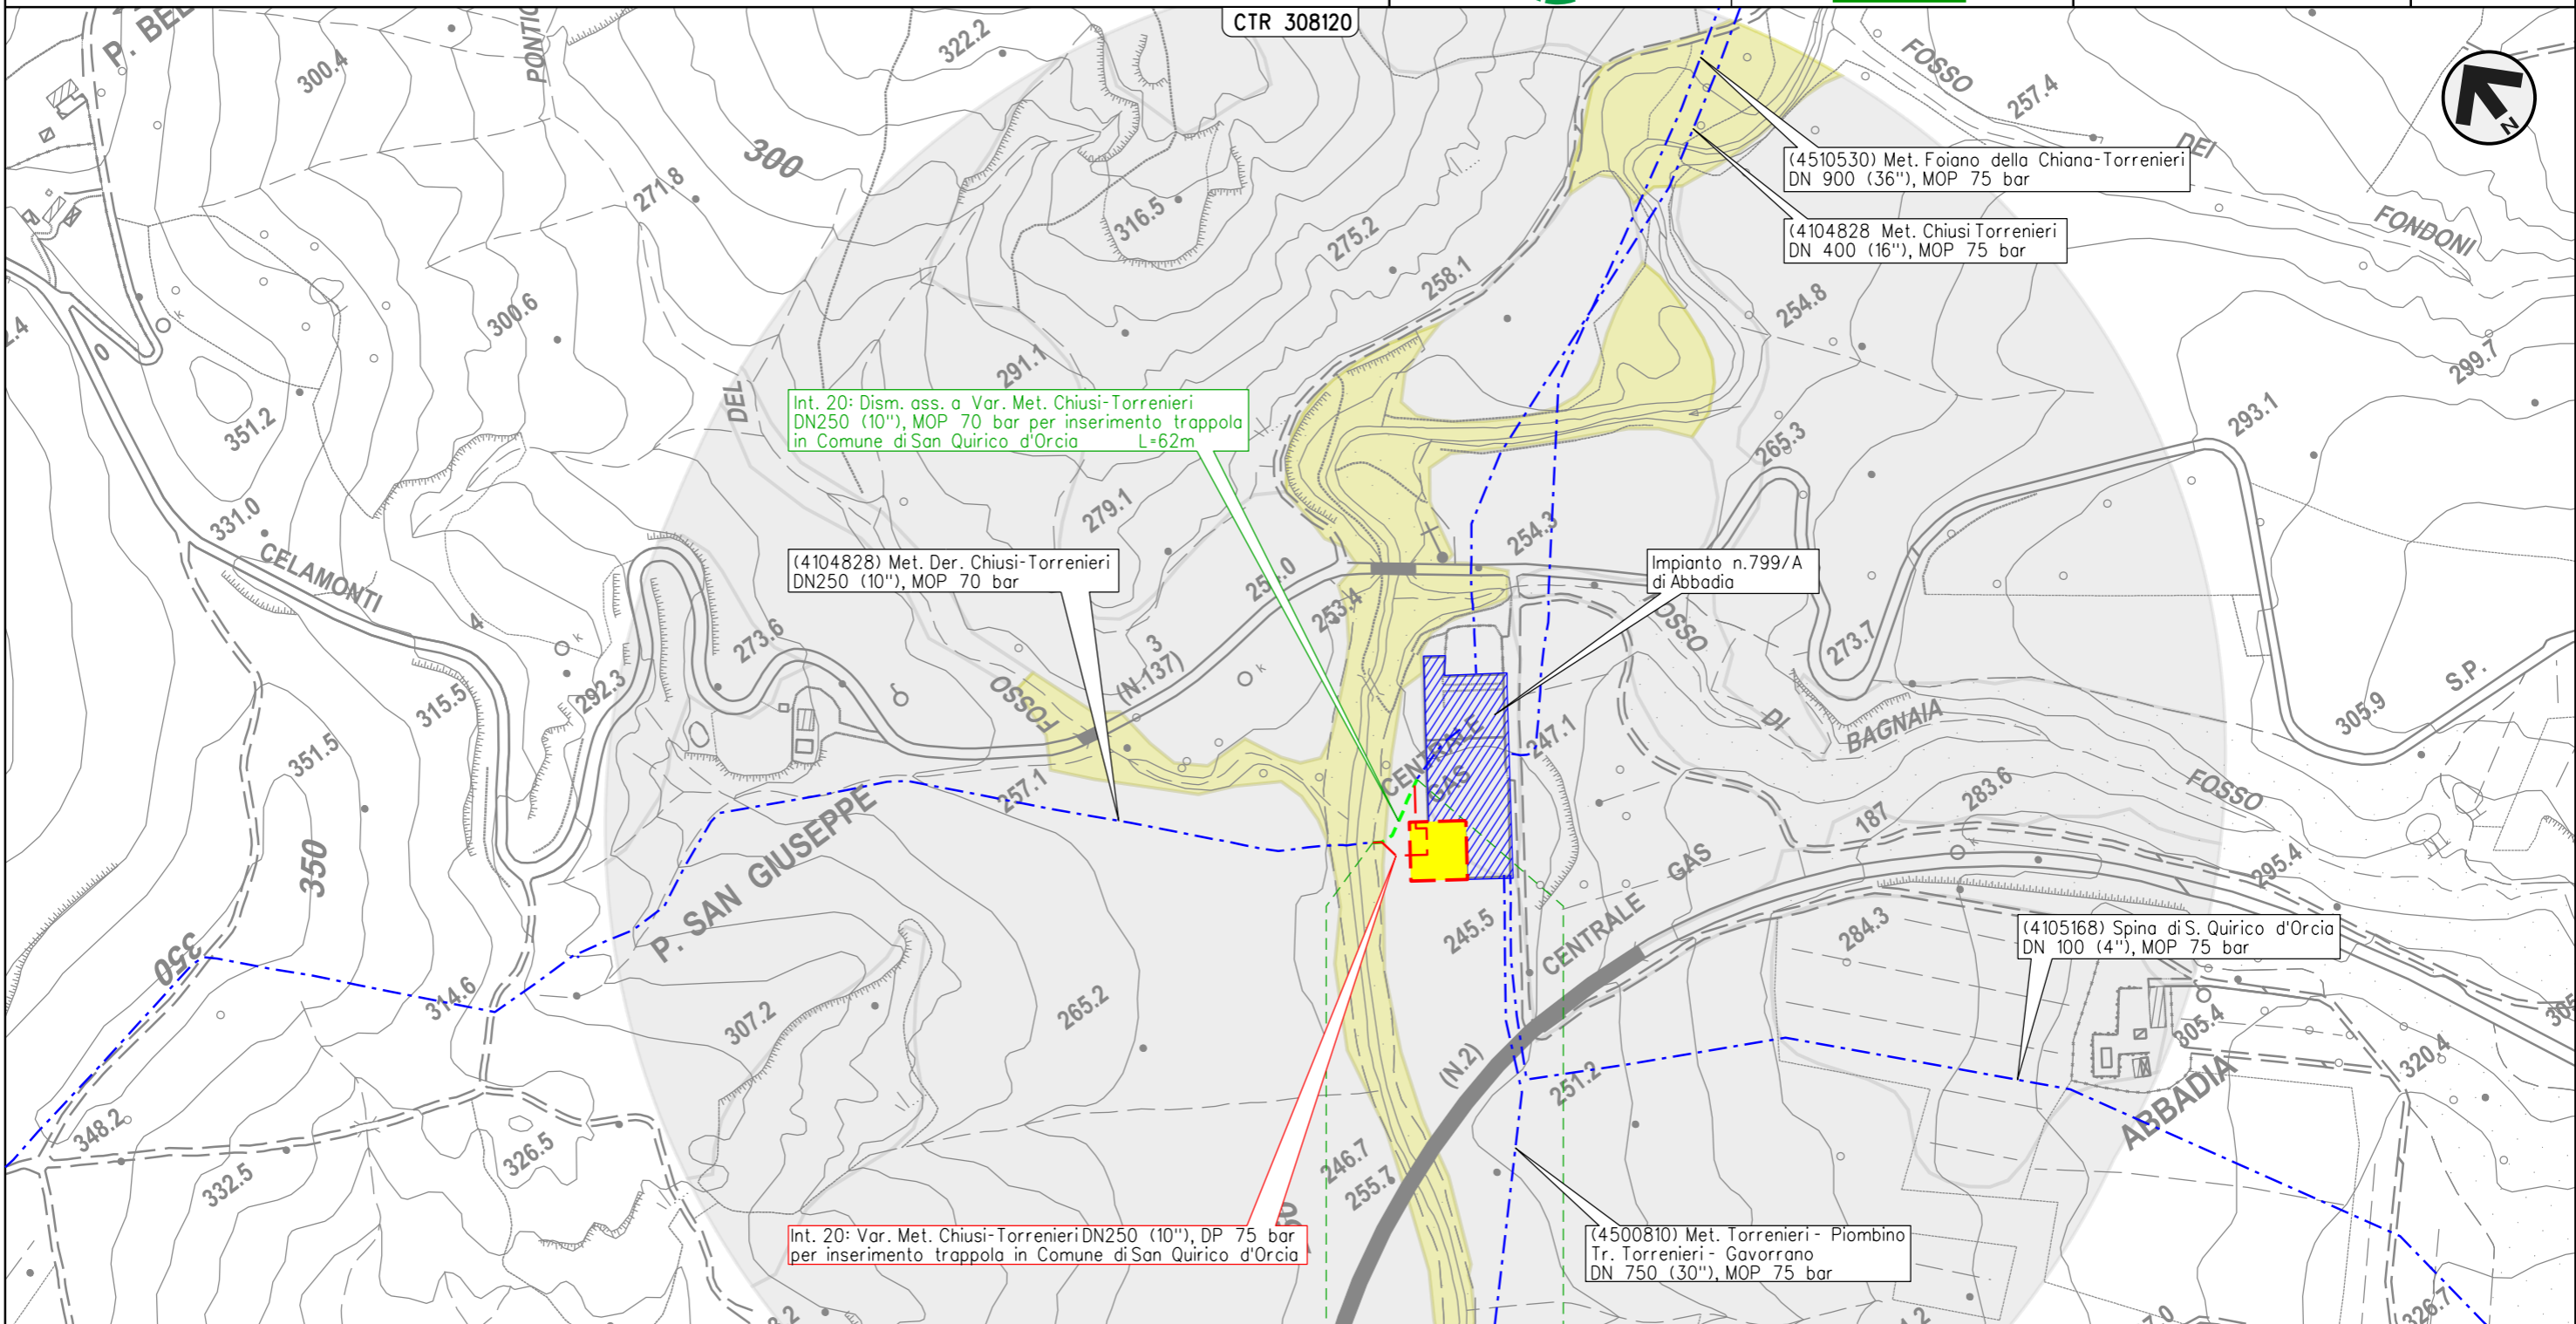 CTR 308120
P. BEL
PONTIC
322.2
300.4
FOSSO
257.4
DEI
FONDONI
N
(4510530) Met. Foiano della Chiana-Torrenieri
DN 900 (36"), MOP 75 bar
(4104828 Met. Chiusi Torrenieri
DN 400 (16"), MOP 75 bar
300
271.8
316.5
275.2
258.1
254.8
300.6
2.4
0
k
299.7
291.1
DEL
351.2
293.1
265.3
Int. 20: Dism. ass. a Var. Met. Chiusi-Torrenieri
DN250 (10"), MOP 70 bar per inserimento trappola
in Comune di San Quirico d'Orcia L=62m
331.0
CELAMONTI
279.1
254.3
(4104828) Met. Der. Chiusi-Torrenieri
DN250 (10"), MOP 70 bar
Impianto n.799/A
di Abbadia
253.4
FOSSO
4
k
273.6
3
(N.137)
k
273.7
292.3
315.5
FOSSO
S.P.
305.9
DI
BAGNAIA
247.1
351.5
257.1
CENTRALE
GAS
283.6
FOSSO
187
P. SAN GIUSEPPE
350
350
GAS
k
295.4
CENTRALE
245.5
284.3
(4105168) Spina di S. Quirico d'Orcia
DN 100 (4"), MOP 75 bar
314.6
307.2
265.2
305.4
320.4
(N.2)
251.2
ABBADIA
348.2
326.5
332.5
246.7
255.7
Int. 20: Var. Met. Chiusi-Torrenieri DN250 (10"), DP 75 bar
per inserimento trappola in Comune di San Quirico d'Orcia
(4500810) Met. Torrenieri - Piombino
Tr. Torrenieri - Gavorrano
DN 750 (30"), MOP 75 bar
326.7